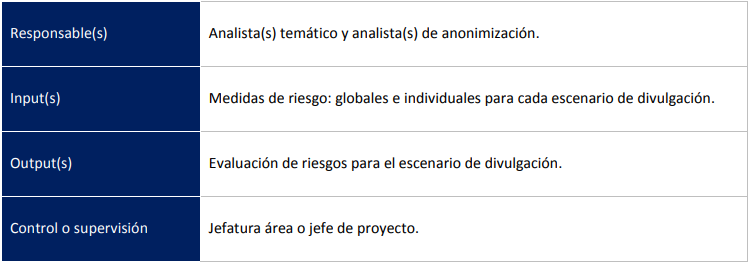 Responsable(s) Analista(s) temático y analista(s) de anonimización.
Input(s) Medidas de riesgo: globales e individuales para cada escenario de divulgación.
Output(s) Evaluación de riesgos para el escenario de divulgación.
Control o supervisión Jefatura área o jefe de proyecto.